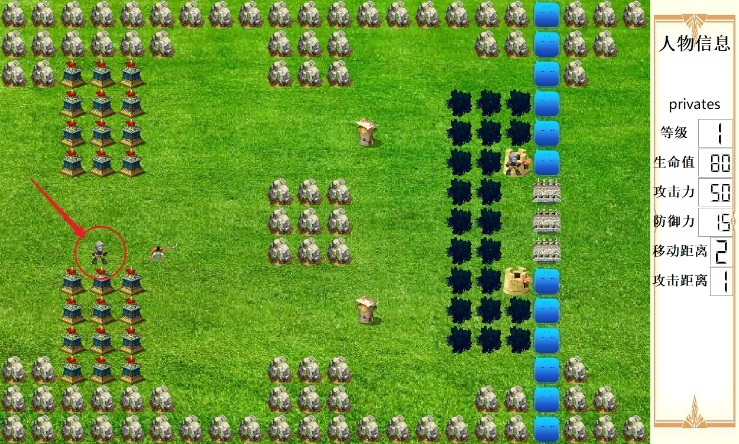 人物信息
privates
等级 1
生命值 80
攻击力 50
防御力 15
移动距离 2
攻击距离 1